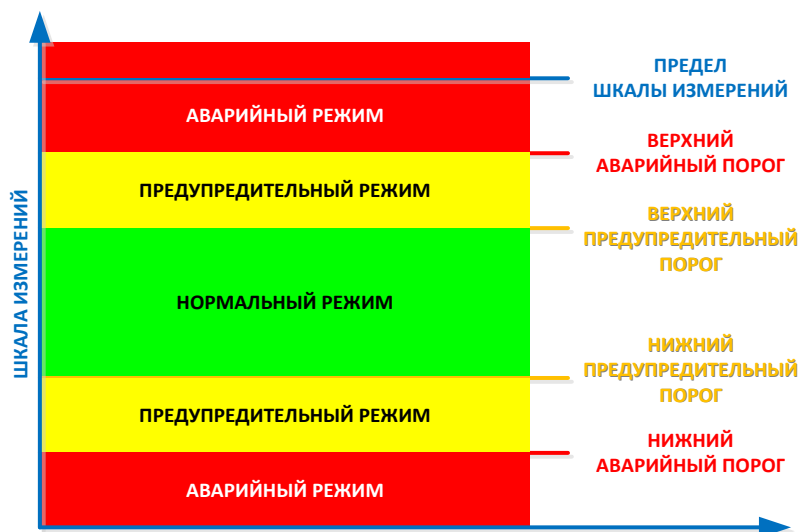 ПРЕДЕЛ
ШКАЛЫ ИЗМЕРЕНИЙ
АВАРИЙНЫЙ РЕЖИМ
ВЕРХНИЙ
АВАРИЙНЫЙ ПОРОГ
ПРЕДУПРЕДИТЕЛЬНЫЙ РЕЖИМ
ВЕРХНИЙ
ПРЕДУПРЕДИТЕЛЬНЫЙ
ПОРОГ
НОРМАЛЬНЫЙ РЕЖИМ
ШКАЛА ИЗМЕРЕНИЙ
НИЖНИЙ
ПРЕДУПРЕДИТЕЛЬНЫЙ
ПОРОГ
ПРЕДУПРЕДИТЕЛЬНЫЙ РЕЖИМ
НИЖНИЙ
АВАРИЙНЫЙ ПОРОГ
АВАРИЙНЫЙ РЕЖИМ